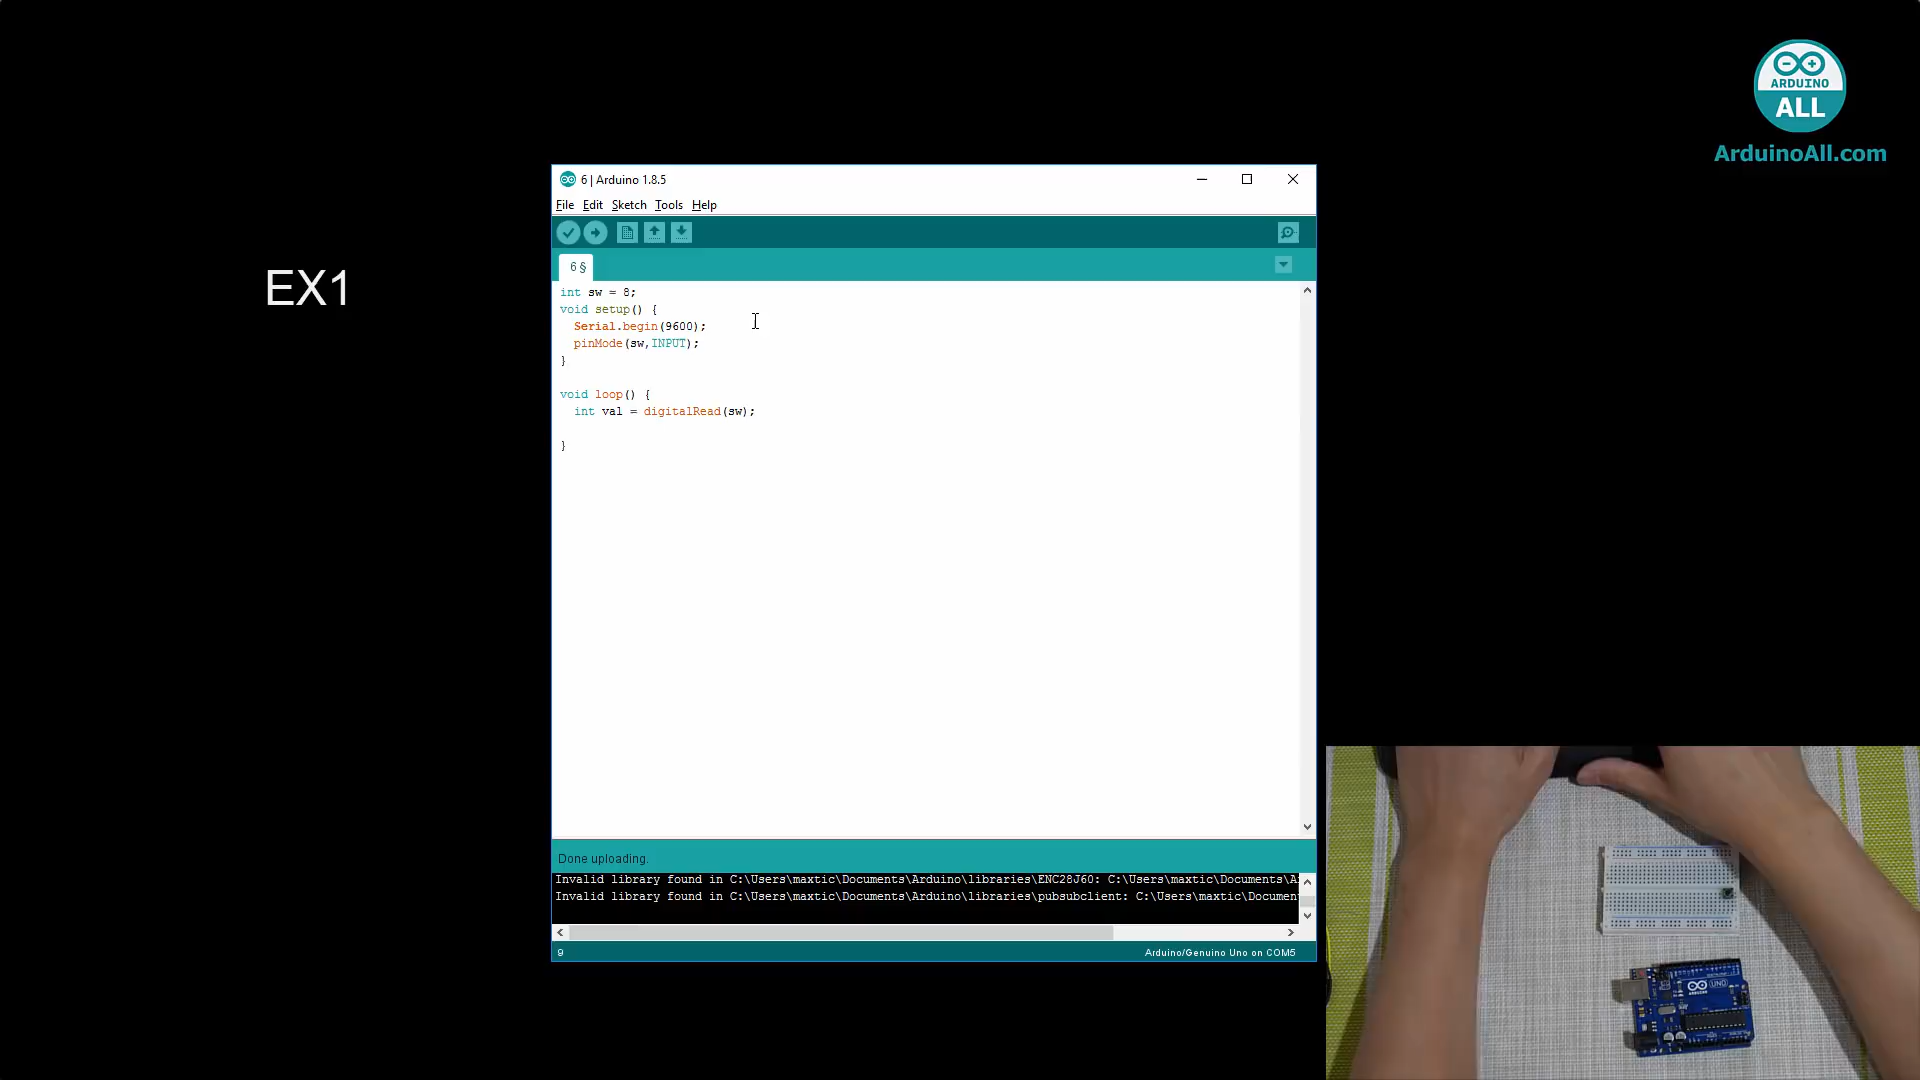 ARDUINO
ALL
ArduinoAll.com
EX1
6 | Arduino 1.8.5
File Edit Sketch Tools Help
6 §
int sw = 8;
void setup() {
Serial.begin(9600);
pinMode(sw,INPUT);
}
void loop() {
int val = digitalRead(sw);
}
Done uploading.
Invalid library found in C:\Users\maxtic\Documents\Arduino\libraries\ENC28J60: C:\Users\maxtic\Documents\A
Invalid library found in C:\Users\maxtic\Documents\Arduino\libraries\pubsubclient: C:\Users\maxtic\Documen
9
Arduino/Genuino Uno on COM5
UNO